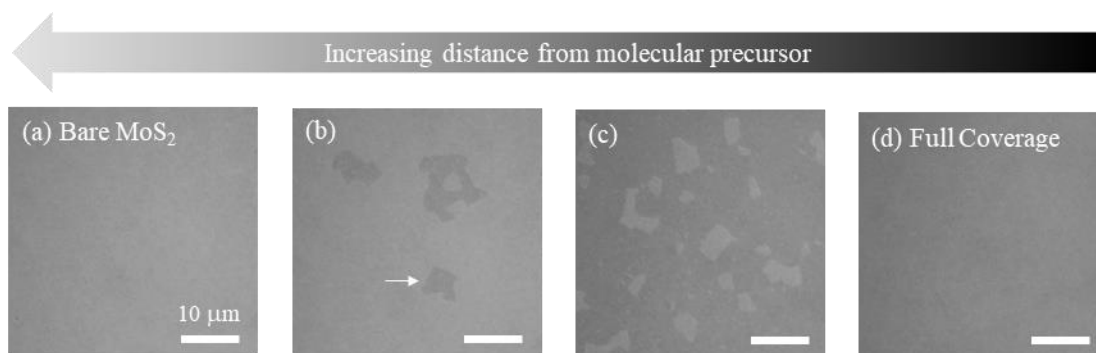 Increasing distance from molecular precursor
(a) Bare MoS₂
(b)
(c)
(d) Full Coverage
10 μm